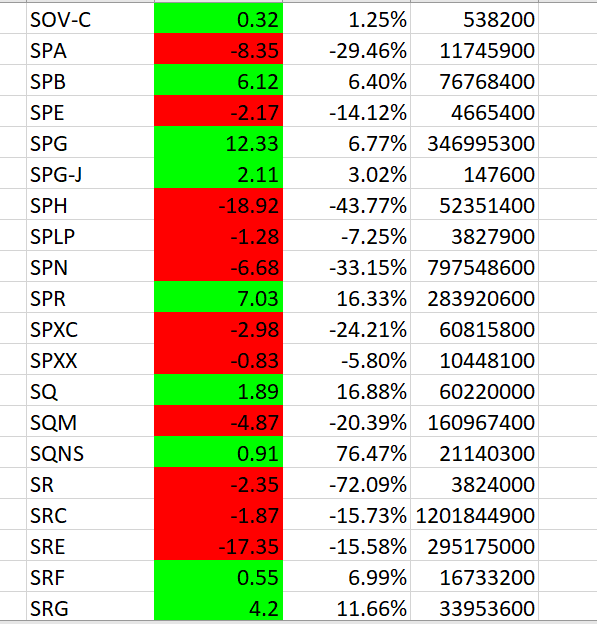 SOV-C 0.32 1.25% 538200
SPA -8.35 -29.46% 11745900
SPB 6.12 6.40% 76768400
SPE -2.17 -14.12% 4665400
SPG 12.33 6.77% 346995300
SPG-J 2.11 3.02% 147600
SPH -18.92 -43.77% 52351400
SPLP -1.28 -7.25% 3827900
SPN -6.68 -33.15% 797548600
SPR 7.03 16.33% 283920600
SPXC -2.98 -24.21% 60815800
SPXX -0.83 -5.80% 10448100
SQ 1.89 16.88% 60220000
SQM -4.87 -20.39% 160967400
SQNS 0.91 76.47% 21140300
SR -2.35 -72.09% 3824000
SRC -1.87 -15.73% 1201844900
SRE -17.35 -15.58% 295175000
SRF 0.55 6.99% 16733200
SRG 4.2 11.66% 33953600